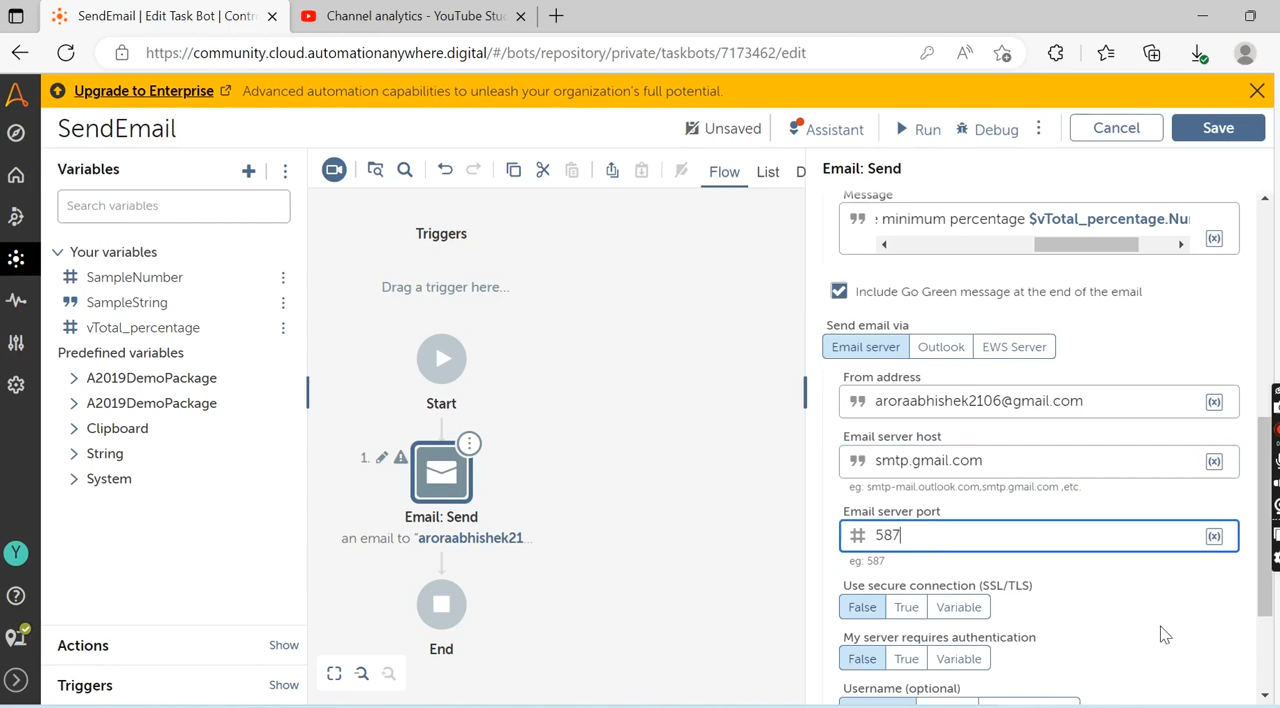 SendEmail | Edit Task Bot | Contr
Channel analytics - YouTube Stu
https://community.cloud.automationanywhere.digital/#/bots/repository/private/taskbots/7173462/edit
Upgrade to Enterprise
Advanced automation capabilities to unleash your organization's full potential.
SendEmail
Unsaved
Assistant
Run
Debug
Cancel
Save
Variables
Search variables
Your variables
SampleNumber
SampleString
vTotal_percentage
Predefined variables
A2019DemoPackage
A2019DemoPackage
Clipboard
String
System
Actions
Show
Triggers
Show
Flow
List
D
Triggers
Drag a trigger here...
Start
1.
Email: Send
an email to "aroraabhishek21...
End
Email: Send
Message
e minimum percentage $vTotal_percentage.Nu
(x)
Include Go Green message at the end of the email
Send email via
Email server
Outlook
EWS Server
From address
aroraabhishek2106@gmail.com
(x)
Email server host
smtp.gmail.com
(x)
eg: smtp-mail.outlook.com,smtp.gmail.com ,etc.
Email server port
587
(x)
eg: 587
Use secure connection (SSL/TLS)
False
True
Variable
My server requires authentication
False
True
Variable
Username (optional)
Y